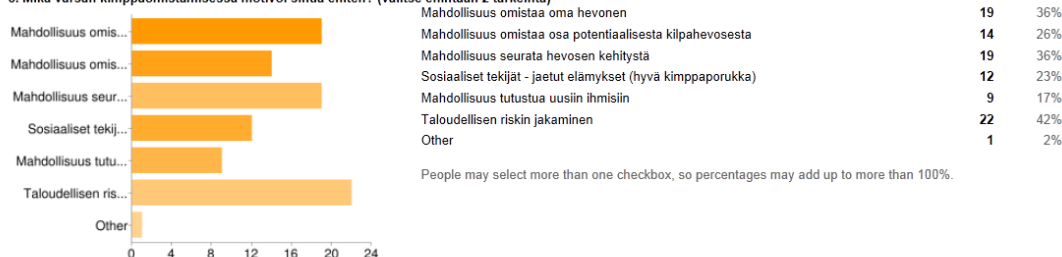 Mahdollisuus omis...
Mahdollisuus omis...
Mahdollisuus seur...
Sosiaaliset tekij...
Mahdollisuus tutu...
Taloudellisen ris...
Other
0 4 8 12 16 20 24
Mahdollisuus omistaa oma hevonen 19 36%
Mahdollisuus omistaa osa potentiaalisesta kilpahevosesta 14 26%
Mahdollisuus seurata hevosen kehitystä 19 36%
Sosiaaliset tekijät - jaetut elämykset (hyvä kimppaporukka) 12 23%
Mahdollisuus tutustua uusiin ihmisiin 9 17%
Taloudellisen riskin jakaminen 22 42%
Other 1 2%
People may select more than one checkbox, so percentages may add up to more than 100%.